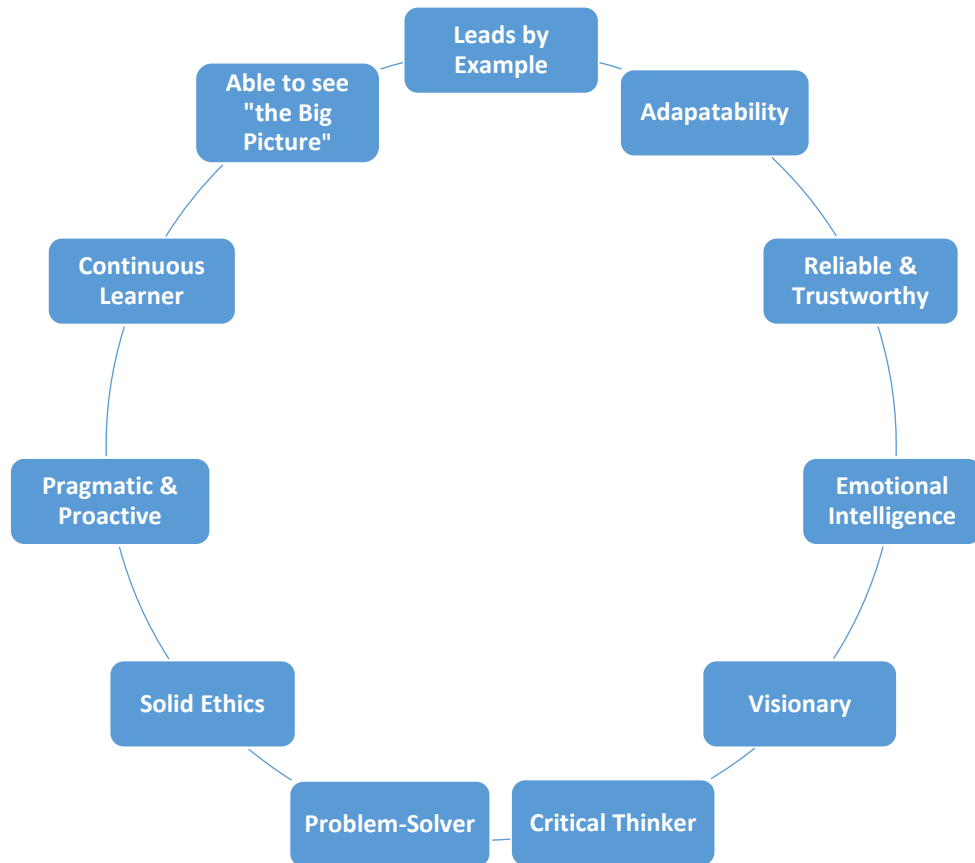 Leads by
Example
Adapatability
Reliable &
Trustworthy
Emotional
Intelligence
Visionary
Critical Thinker
Problem-Solver
Solid Ethics
Pragmatic &
Proactive
Continuous
Learner
Able to see
"the Big
Picture"